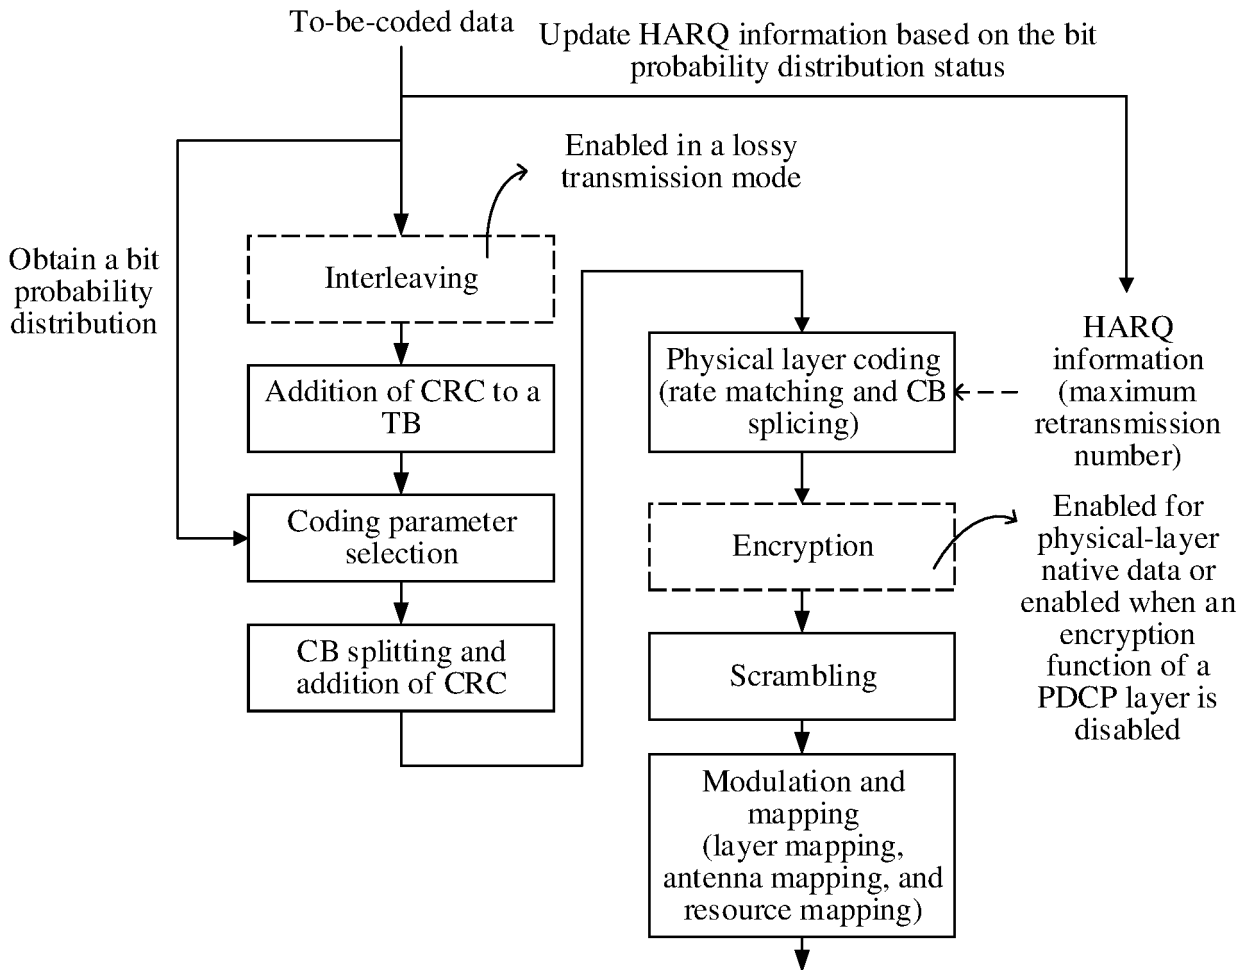 To-be-coded data
Update HARQ information based on the bit
probability distribution status
Enabled in a lossy
transmission mode
Obtain a bit
probability
distribution
Interleaving
Addition of CRC to a
TB
Coding parameter
selection
CB splitting and
addition of CRC
Physical layer coding
(rate matching and CB
splicing)
HARQ
information
(maximum
retransmission
number)
Encryption
Enabled for
physical-layer
native data or
enabled when an
encryption
function of a
PDCP layer is
disabled
Scrambling
Modulation and
mapping
(layer mapping,
antenna mapping, and
resource mapping)